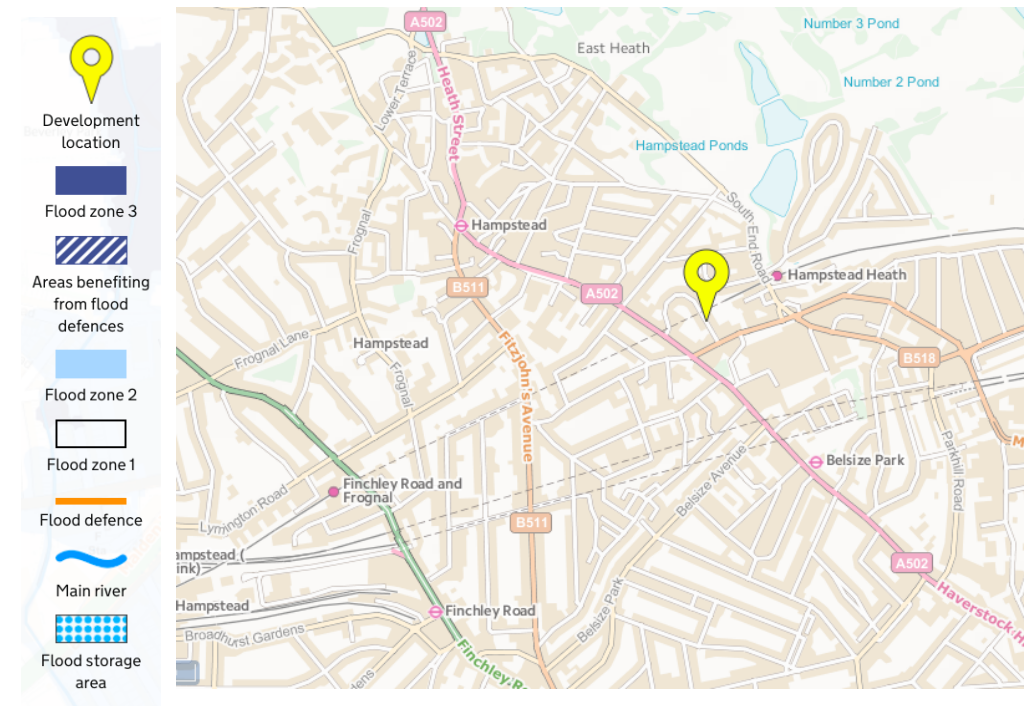 Development
location
Flood zone 3
Areas benefiting
from flood
defences
Flood zone 2
Flood zone 1
Flood defence
Main river
Flood storage
area
A502
Number 3 Pond
East Heath
Number 2 Pond
Lower Terrace
Heath Street
Hampstead Ponds
South End Road
Frognal
Hampstead
Hampstead Heath
B511
A502
Frognal Lane
Hampstead
Fitzjohn's Avenue
B518
Frognal
Belsize Park
Belsize Avenue
Parkhill Road
Finchley Road and
Frognal
Lymington Road
B511
ampstead (
ink)
A502
Hampstead
Finchley Road
Belsize Park
Haverstock H
Broadhurst Gardens
Finchley R